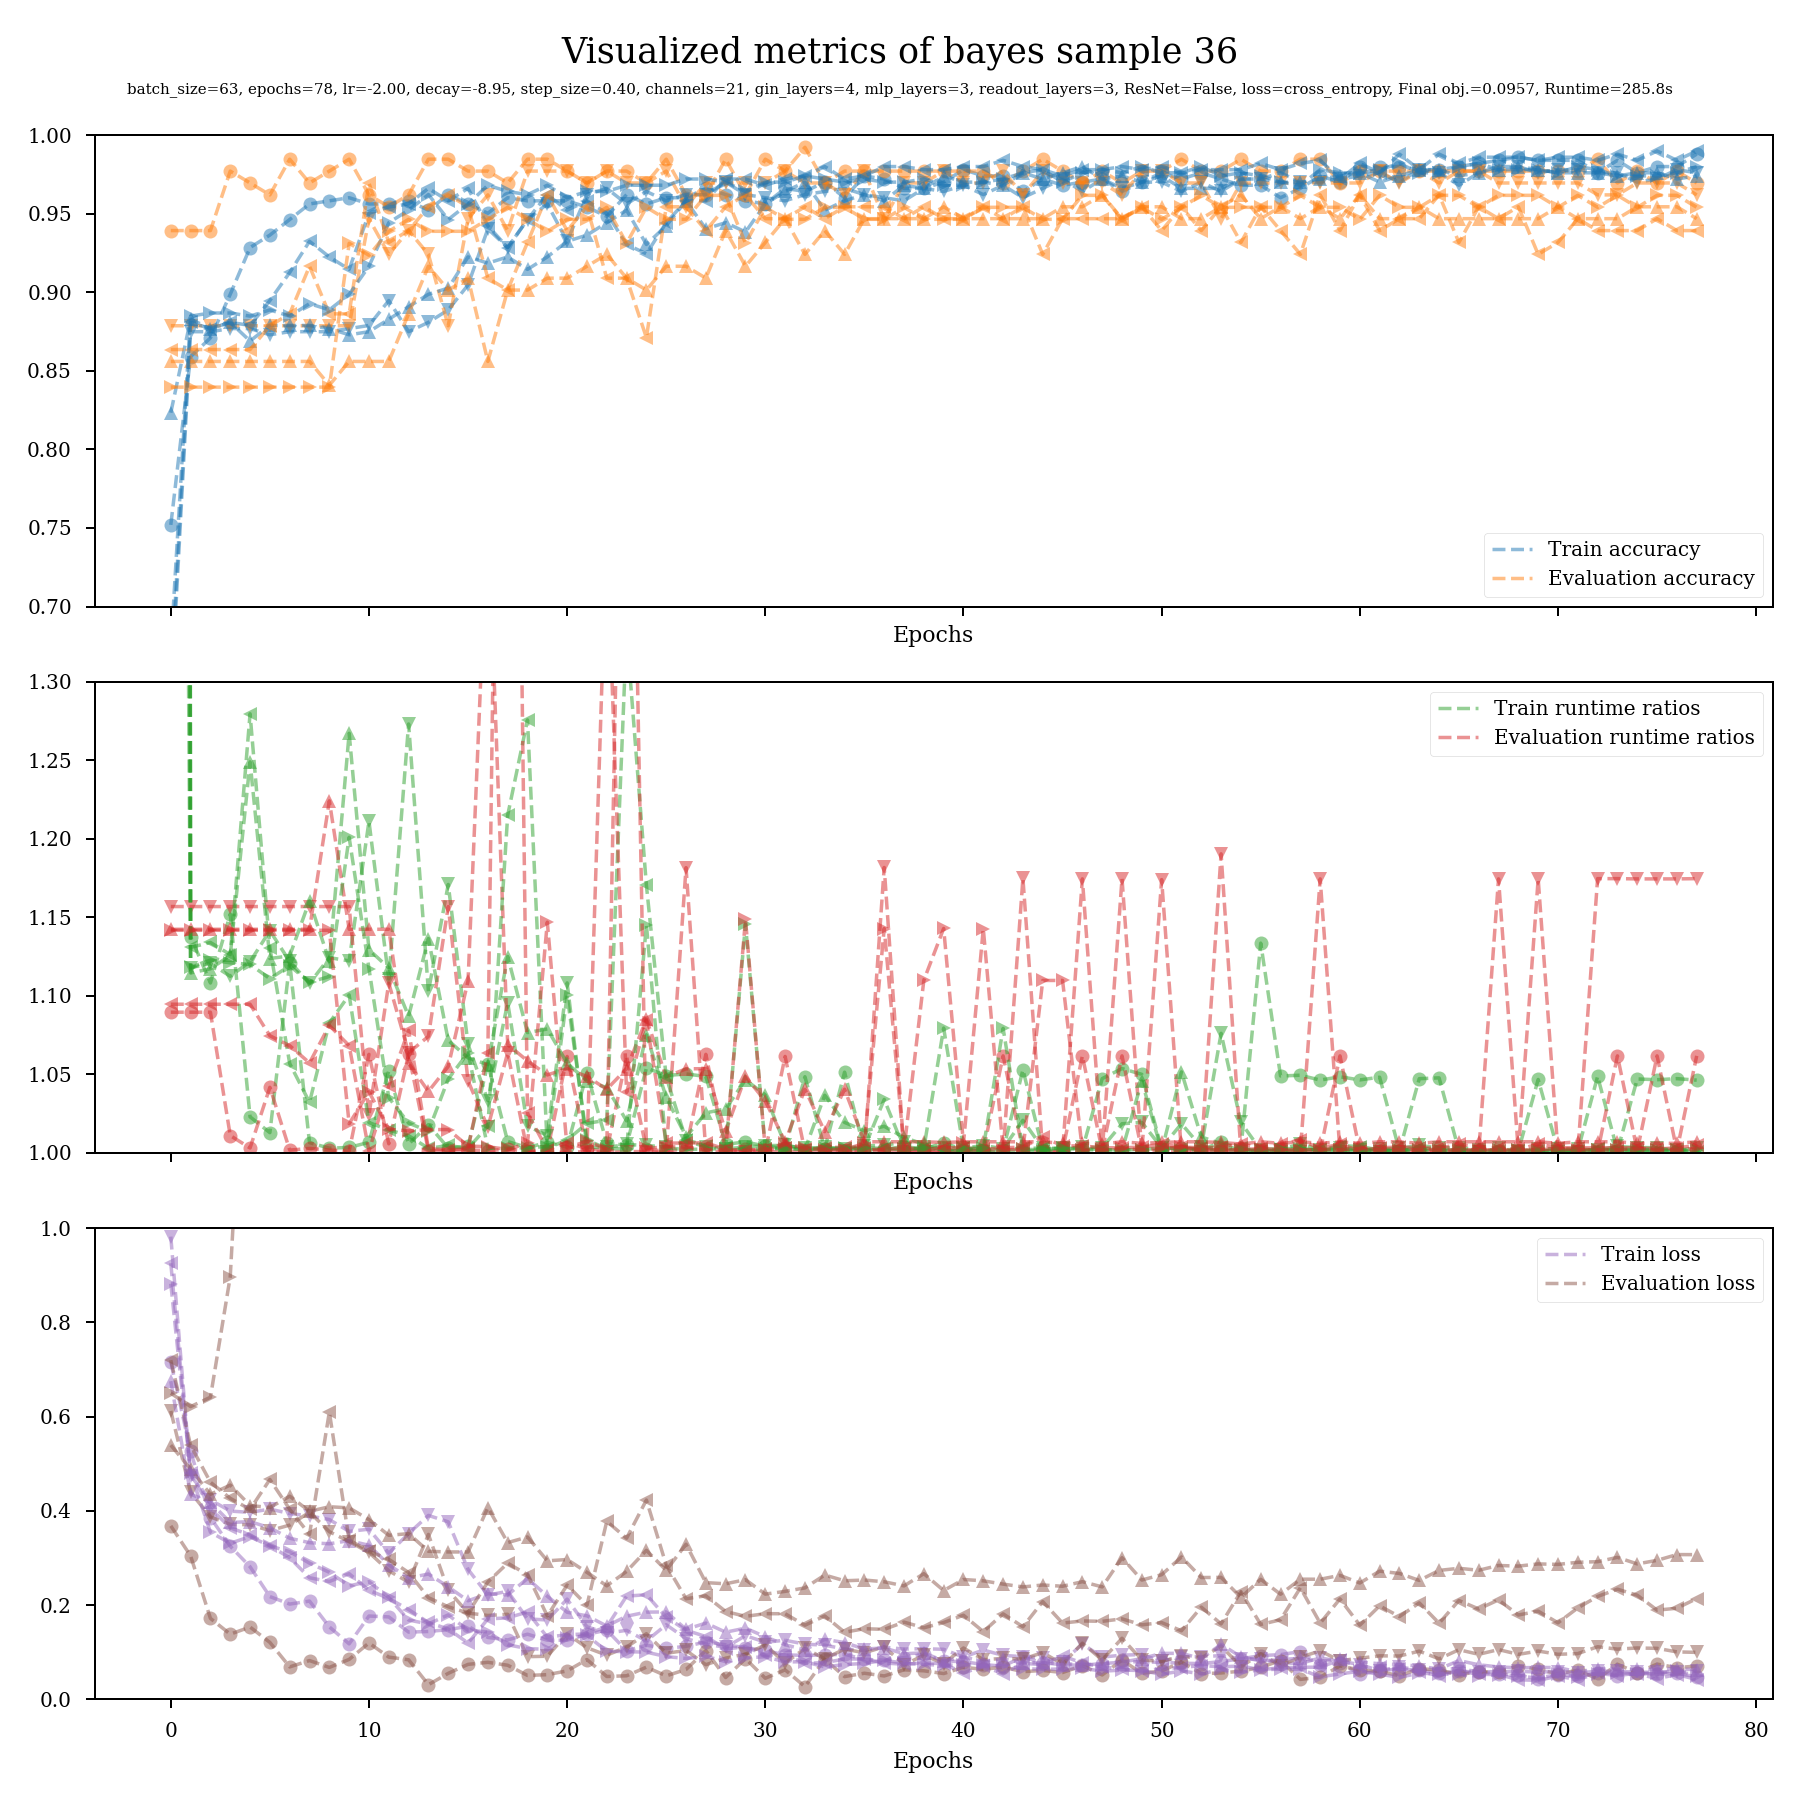 Visualized metrics of bayes sample 36
batch_size=63, epochs=78, lr=-2.00, decay=-8.95, step_size=0.40, channels=21, gin_layers=4, mlp_layers=3, readout_layers=3, ResNet=False, loss=cross_entropy, Final obj.=0.0957, Runtime=285.8s
1.00
0.95
0.90
0.85
0.80
0.75
0.70
Train accuracy
Evaluation accuracy
Epochs
1.30
1.25
1.20
1.15
1.10
1.05
1.00
Train runtime ratios
Evaluation runtime ratios
Epochs
1.0
0.8
0.6
0.4
0.2
0.0
Train loss
Evaluation loss
0 10 20 30 40 50 60 70 80
Epochs